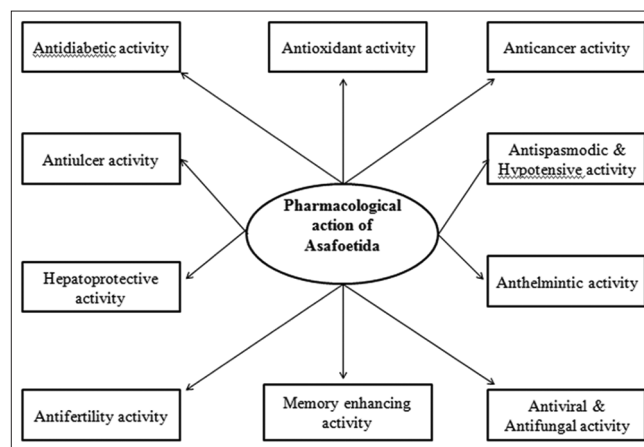 Antidiabetic activity
Antioxidant activity
Anticancer activity
Antiulcer activity
Antispasmodic &
Hypotensive activity
Pharmacological
action of
Asafoetida
Hepatoprotective
activity
Anthelmintic activity
Antifertility activity
Memory enhancing
activity
Antiviral &
Antifungal activity